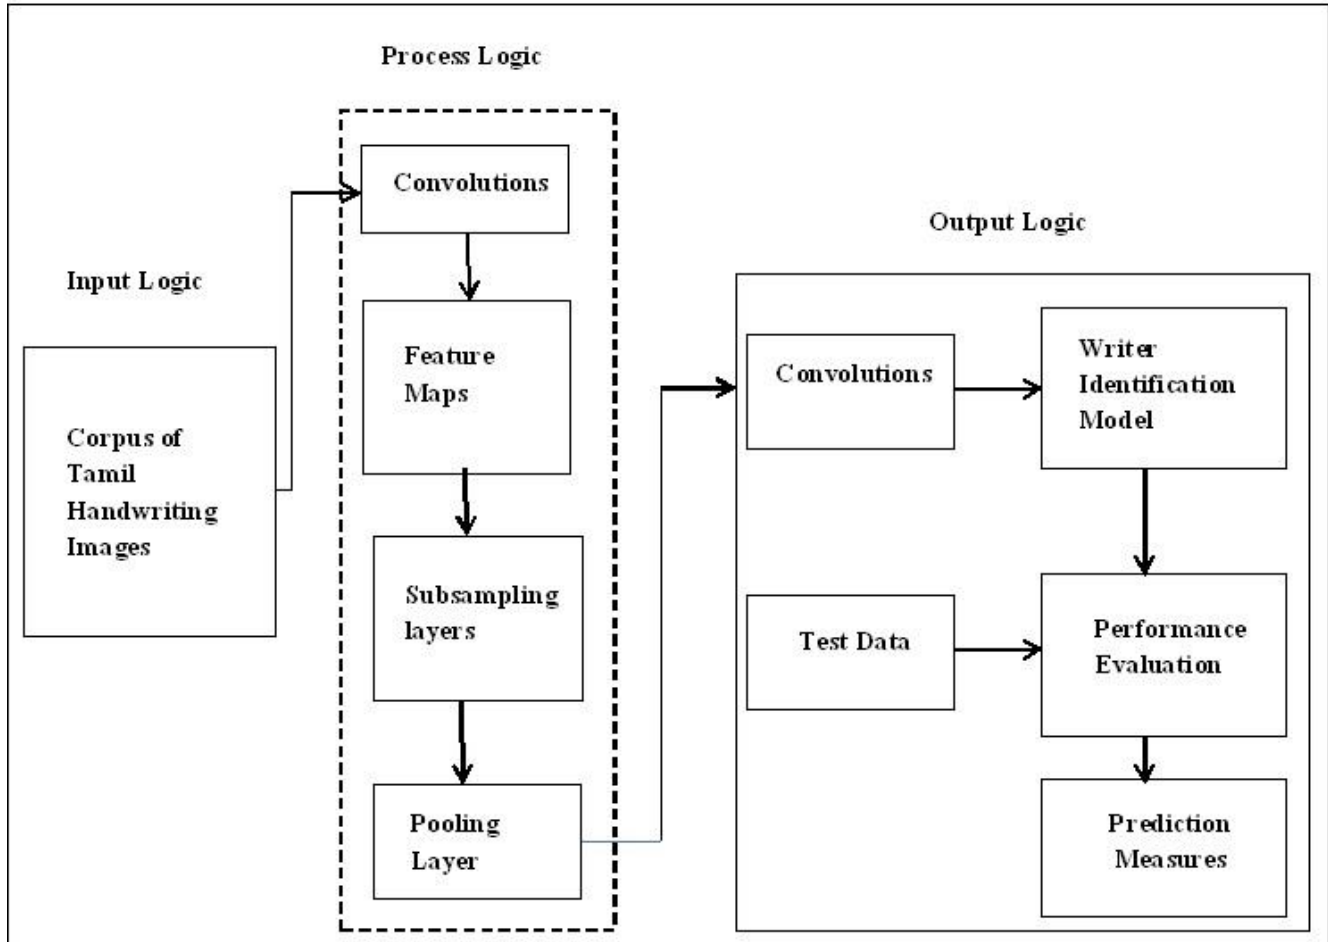 Process Logic
Convolutions
Feature
Maps
Subsampling
layers
Pooling
Layer
Input Logic
Corpus of
Tamil
Handwriting
Images
Output Logic
Convolutions
Writer
Identification
Model
Test Data
Performance
Evaluation
Prediction
Measures